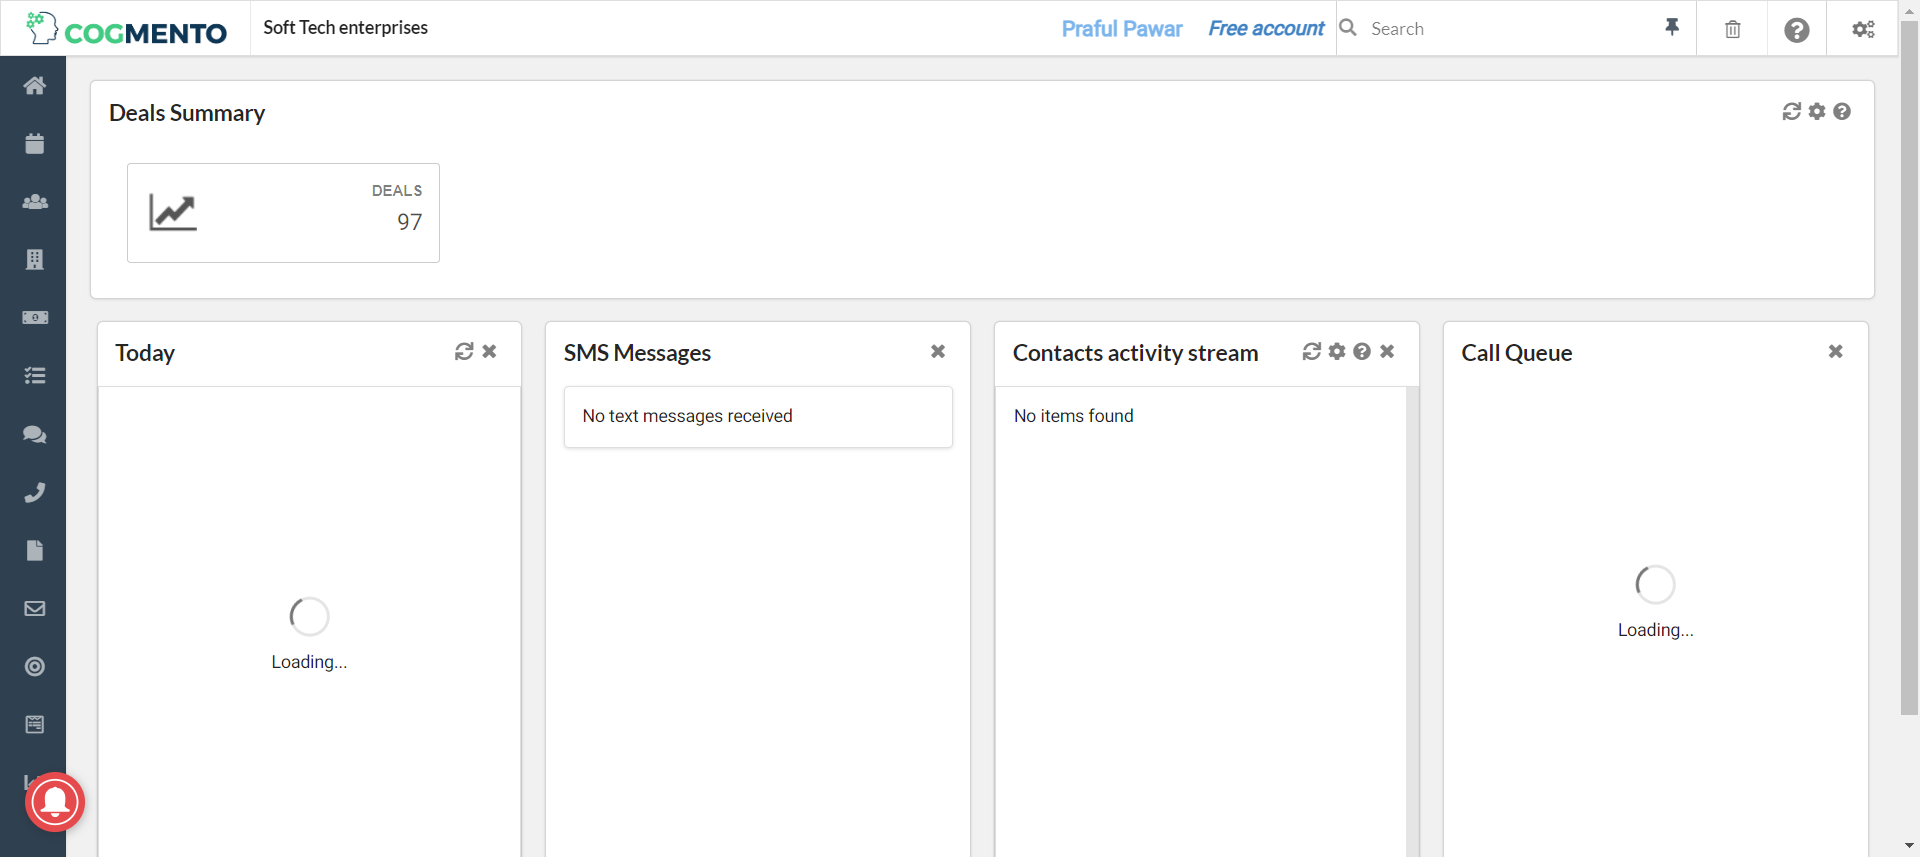 COGMENTO
Soft Tech enterprises
Praful Pawar
Free account
Search
Deals Summary
DEALS
97
Today
SMS Messages
Contacts activity stream
Call Queue
No text messages received
No items found
Loading...
Loading...